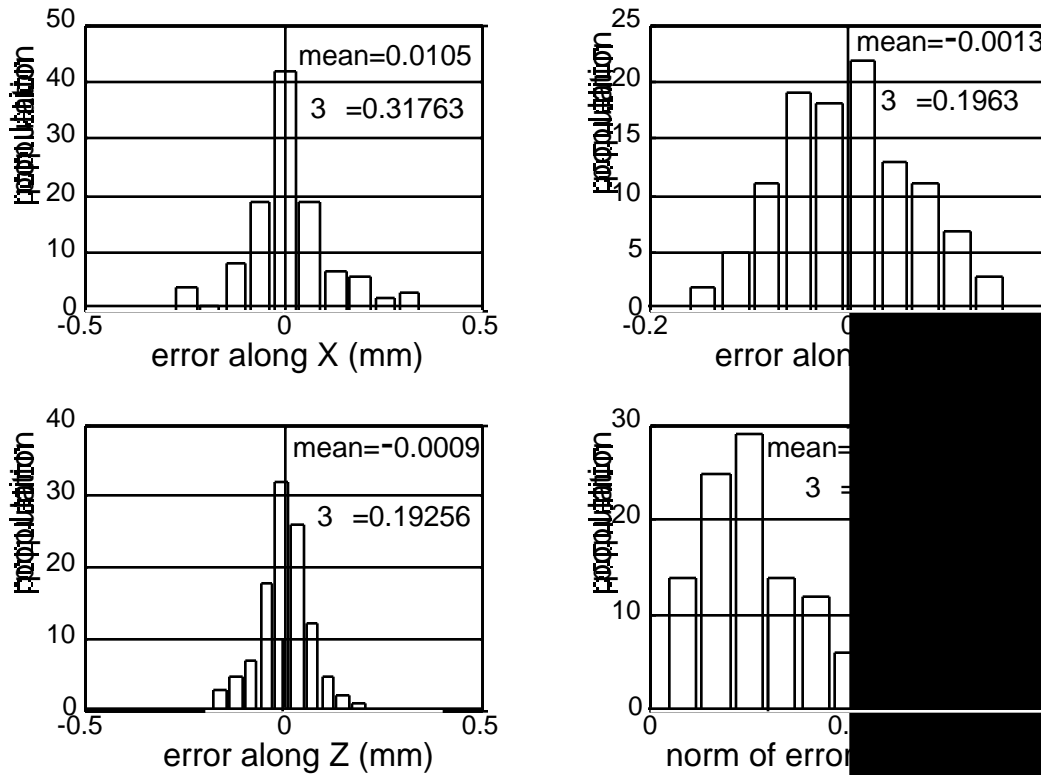 50
40
30
20
10
0
population
mean=0.0105
3 =0.31763
-0.5 0 0.5
error along X (mm)
25
20
15
10
5
0
population
mean=-0.0013
3 =0.1963
-0.2 0
error along
40
30
20
10
0
population
mean=-0.0009
3 =0.19256
-0.5 0 0.5
error along Z (mm)
30
20
10
0
population
mean=
3 =
0
norm of error